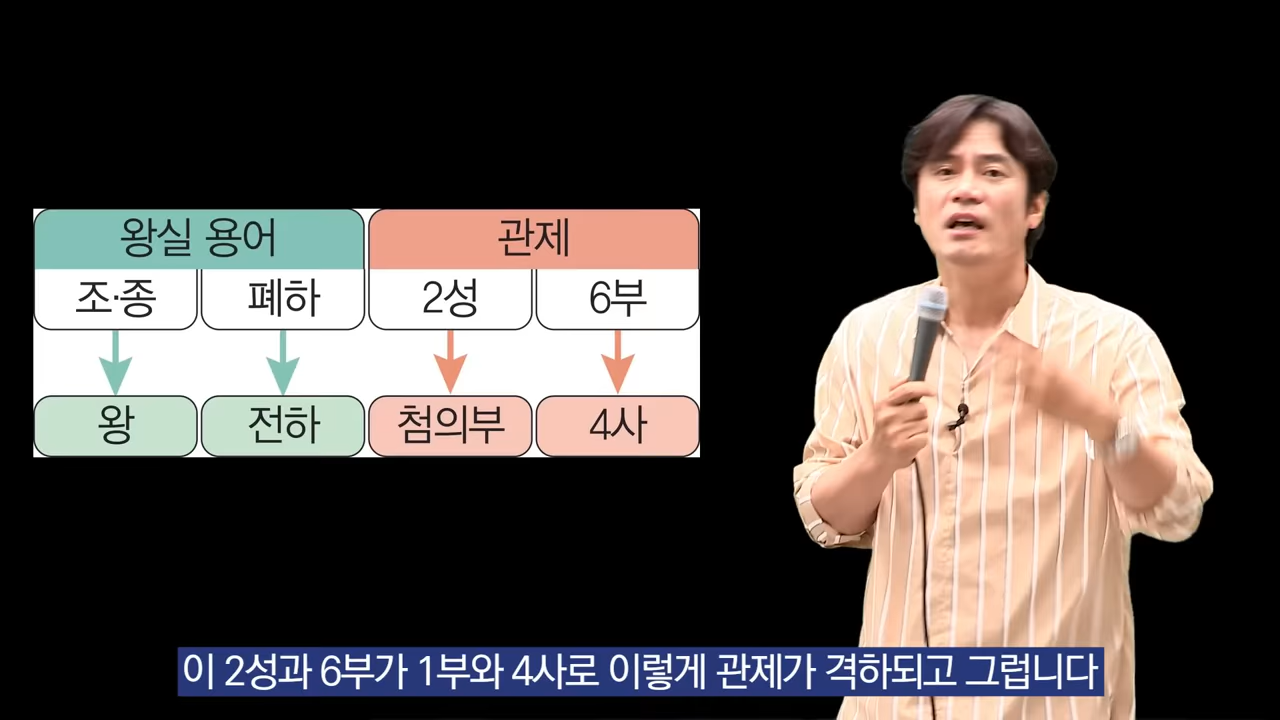 왕실 용어 관제
조·종 폐하 2성 6부
왕 전하 첨의부 4사
이 2성과 6부가 1부와 4사로 이렇게 관제가 격하되고 그럽니다